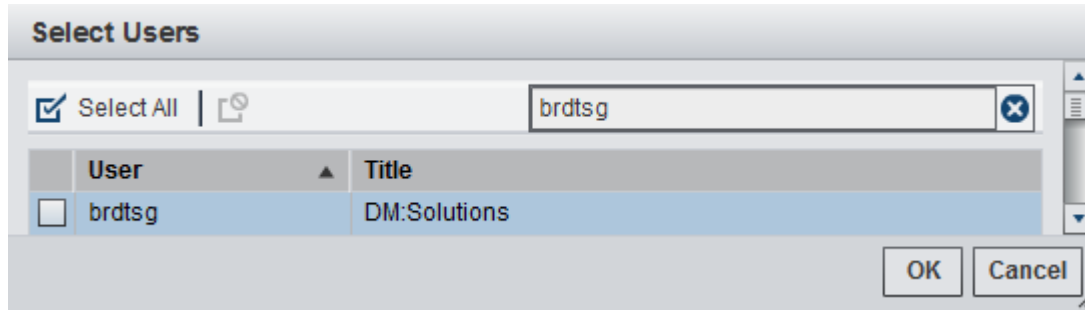 Select Users
Select All brdtsg
User Title
brdtsg DM:Solutions
OK Cancel